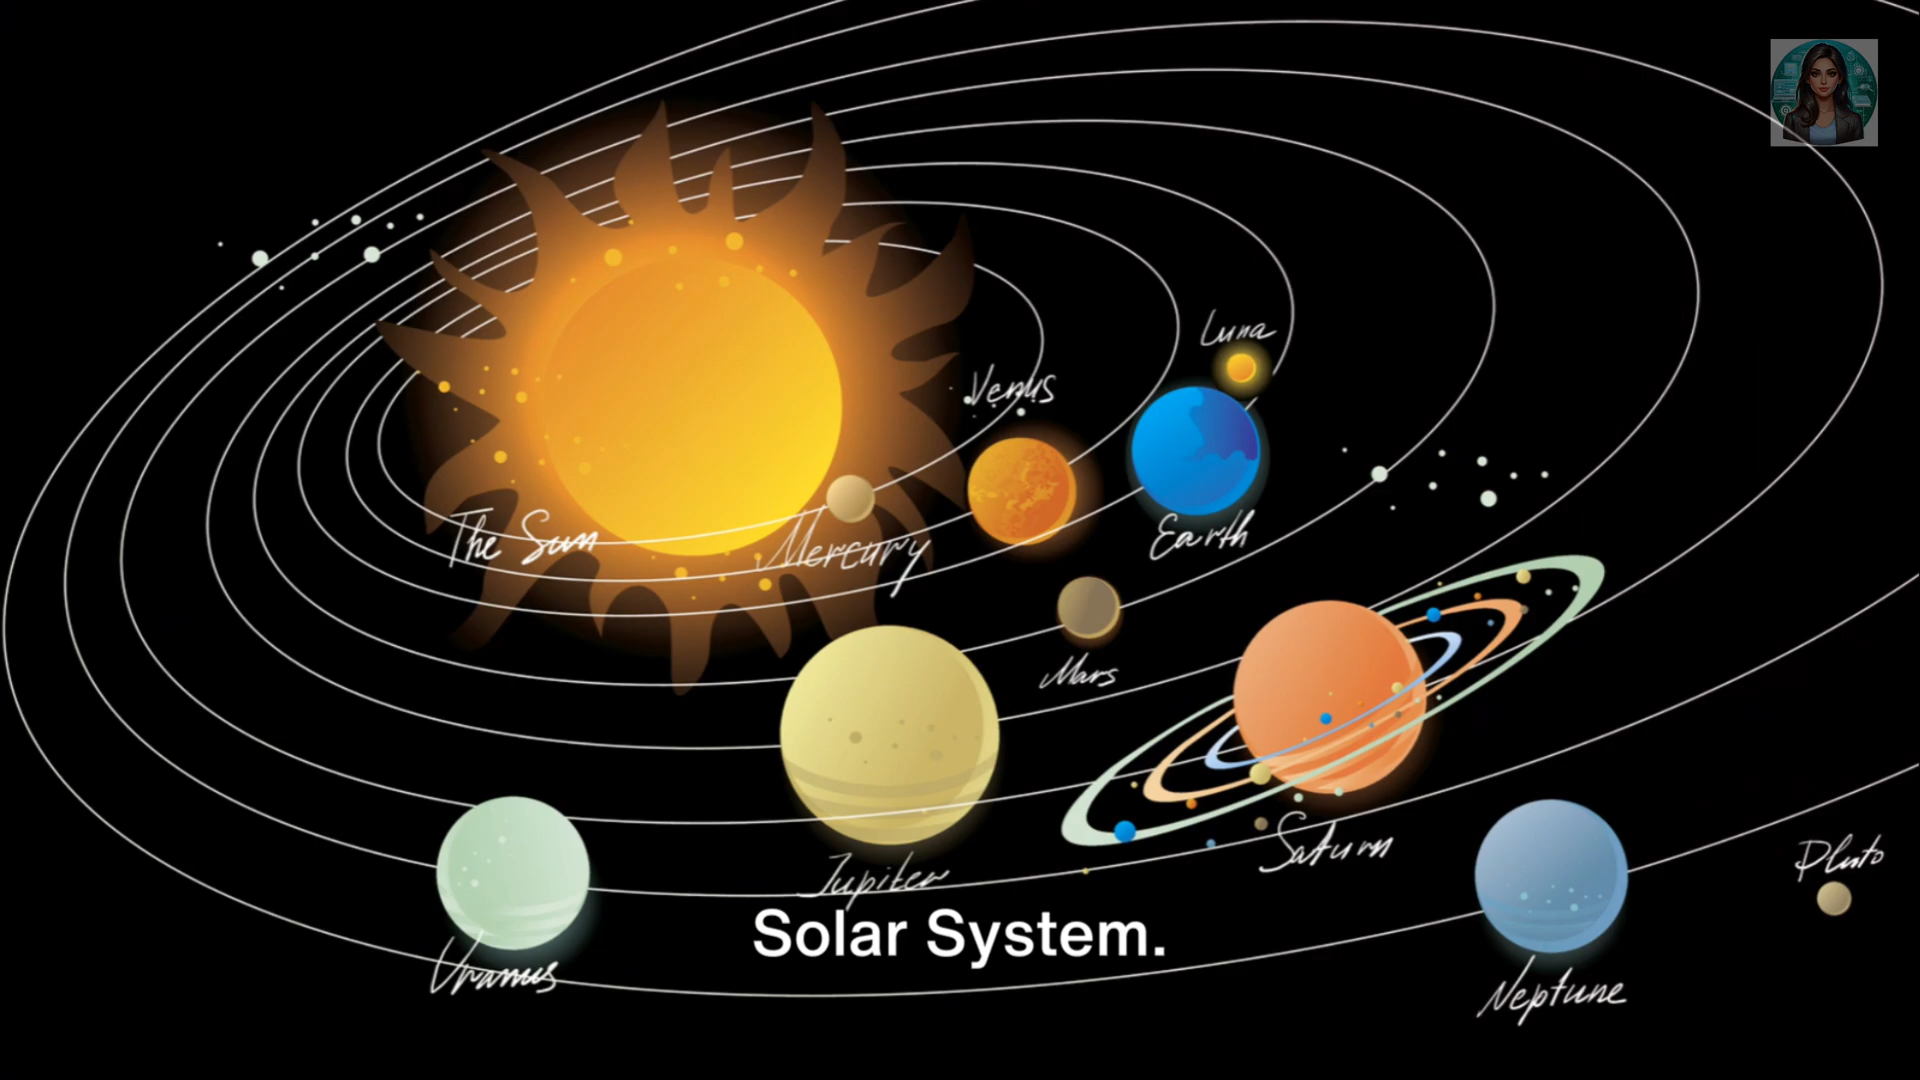 Luna
Venus
The Sun
Mercury
Earth
Mars
Jupiter
Saturn
Pluto
Solar System.
Uranus
Neptune